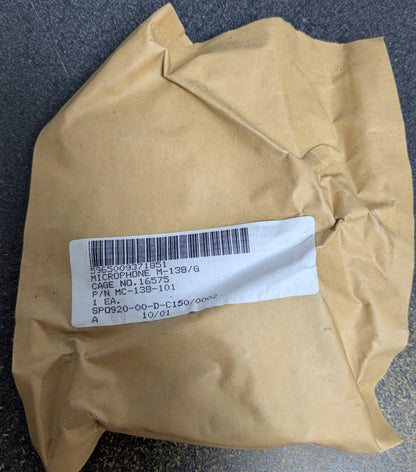 5965009371851
MICROPHONE M-138/G
CAGE NO.16575
P/N MC-138-101
1 EA.
SP0920-00-D-C150/0002
A 10/01